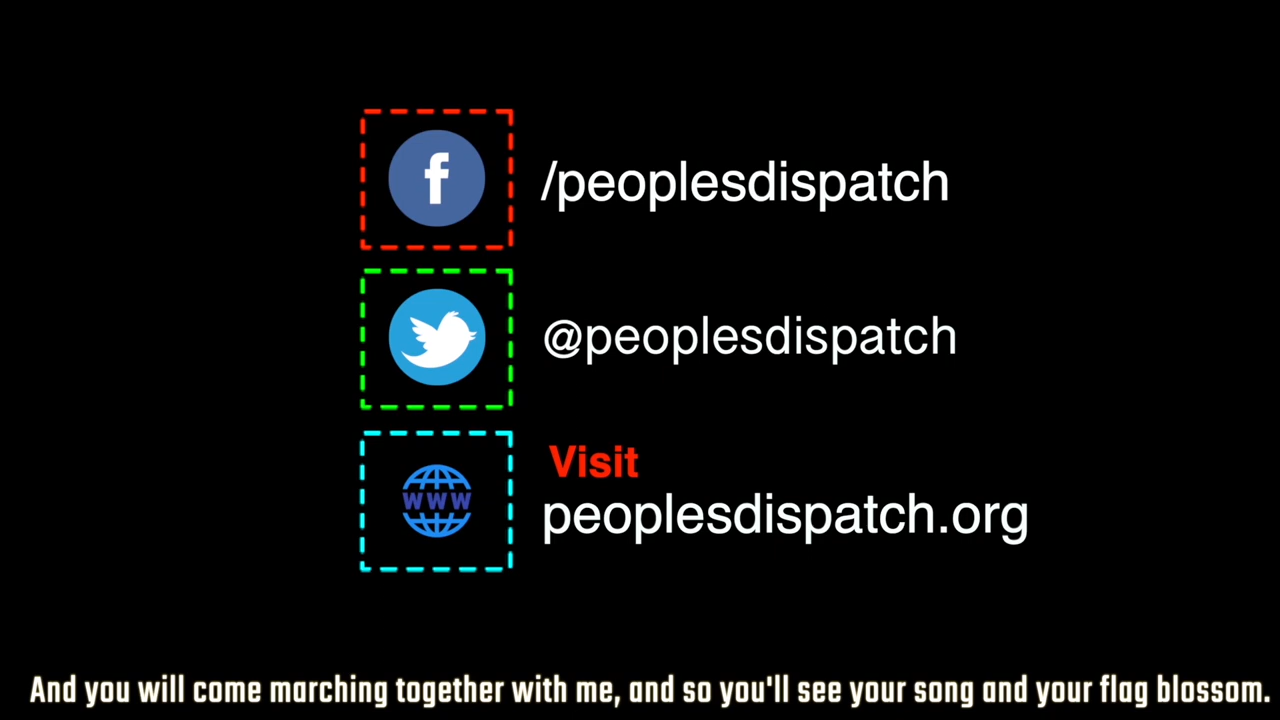 f
/peoplesdispatch
@peoplesdispatch
Visit
WWW
peoplesdispatch.org
And you will come marching together with me, and so you'll see your song and your flag blossom.